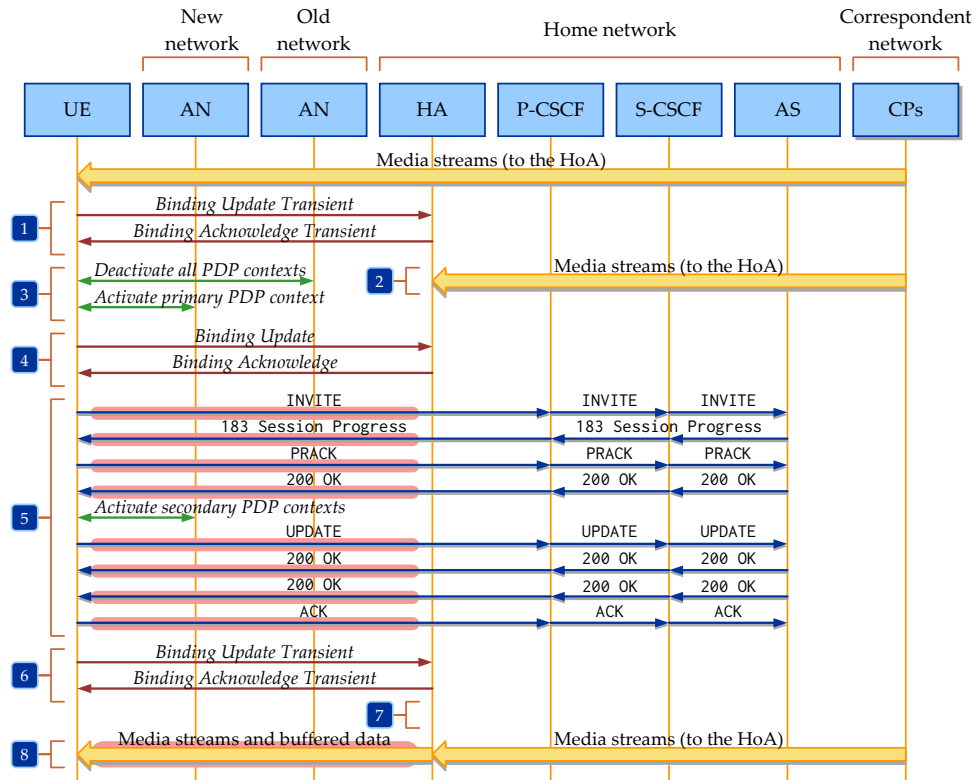 New
network
Old
network
Home network
Correspondent
network
UE
AN
AN
HA
P-CSCF
S-CSCF
AS
CPs
Media streams (to the HoA)
1
Binding Update Transient
Binding Acknowledge Transient
2
Media streams (to the HoA)
3
Deactivate all PDP contexts
Activate primary PDP context
4
Binding Update
Binding Acknowledge
5
INVITE INVITE INVITE
183 Session Progress 183 Session Progress
PRACK PRACK PRACK
200 OK 200 OK 200 OK
Activate secondary PDP contexts
UPDATE UPDATE UPDATE
200 OK 200 OK 200 OK
200 OK 200 OK 200 OK
ACK ACK ACK
6
Binding Update Transient
Binding Acknowledge Transient
7
8
Media streams and buffered data
Media streams (to the HoA)